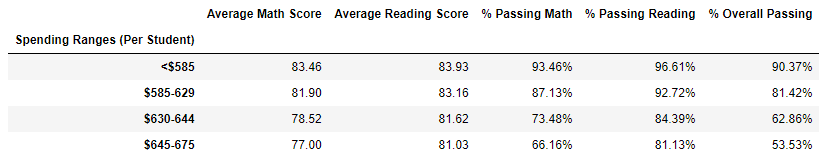 Average Math Score Average Reading Score % Passing Math % Passing Reading % Overall Passing
Spending Ranges (Per Student)
<$585 83.46 83.93 93.46% 96.61% 90.37%
$585-629 81.90 83.16 87.13% 92.72% 81.42%
$630-644 78.52 81.62 73.48% 84.39% 62.86%
$645-675 77.00 81.03 66.16% 81.13% 53.53%